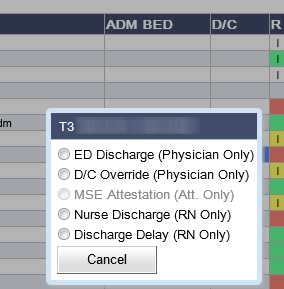 ADM BED D/C R
I
I
I
dm
T3
I
ED Discharge (Physician Only)
I
D/C Override (Physician Only)
MSE Attestation (Att. Only)
I
Nurse Discharge (RN Only)
Discharge Delay (RN Only)
Cancel